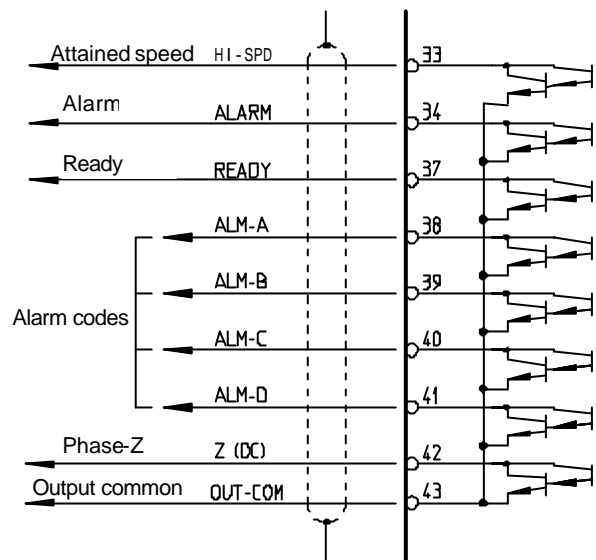 Attained speed HI-SPD 33
Alarm ALARM 34
Ready READY 37
ALM-A 38
ALM-B 39
Alarm codes
ALM-C 40
ALM-D 41
Phase-Z Z (DC) 42
Output common OUT-COM 43